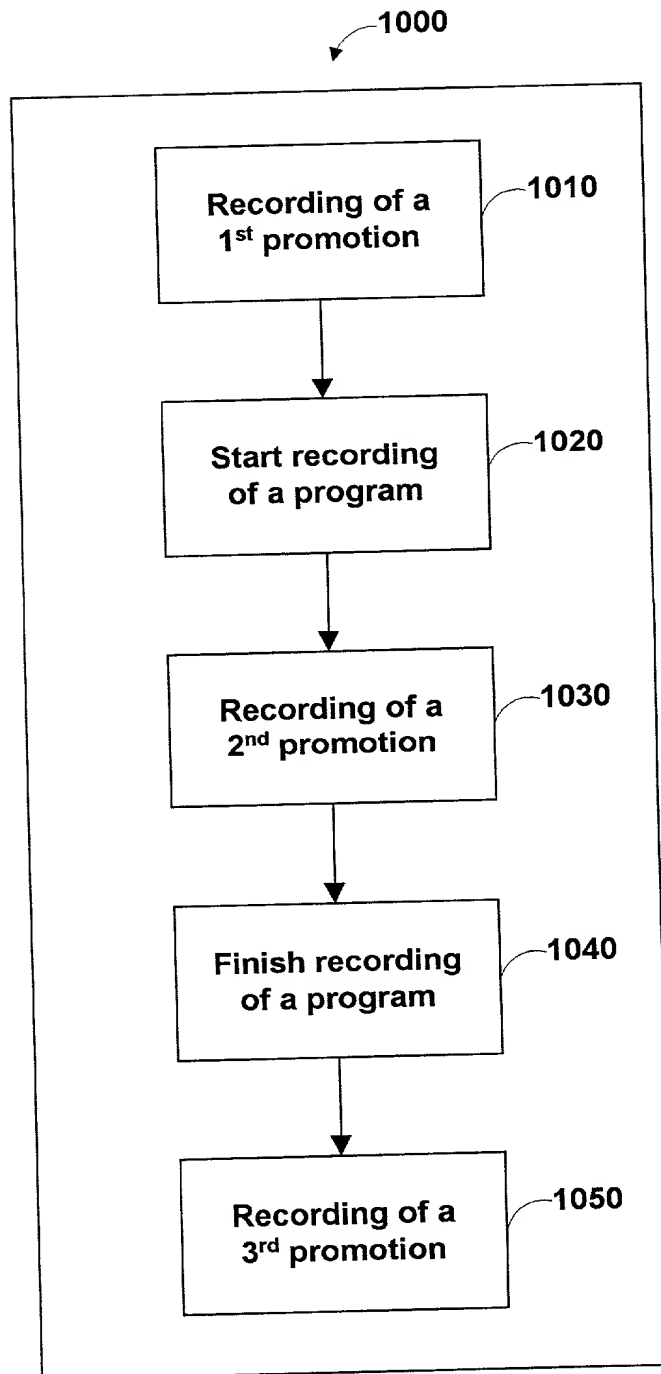 1000
Recording of a
1st promotion
1010
Start recording
of a program
1020
Recording of a
2nd promotion
1030
Finish recording
of a program
1040
Recording of a
3rd promotion
1050